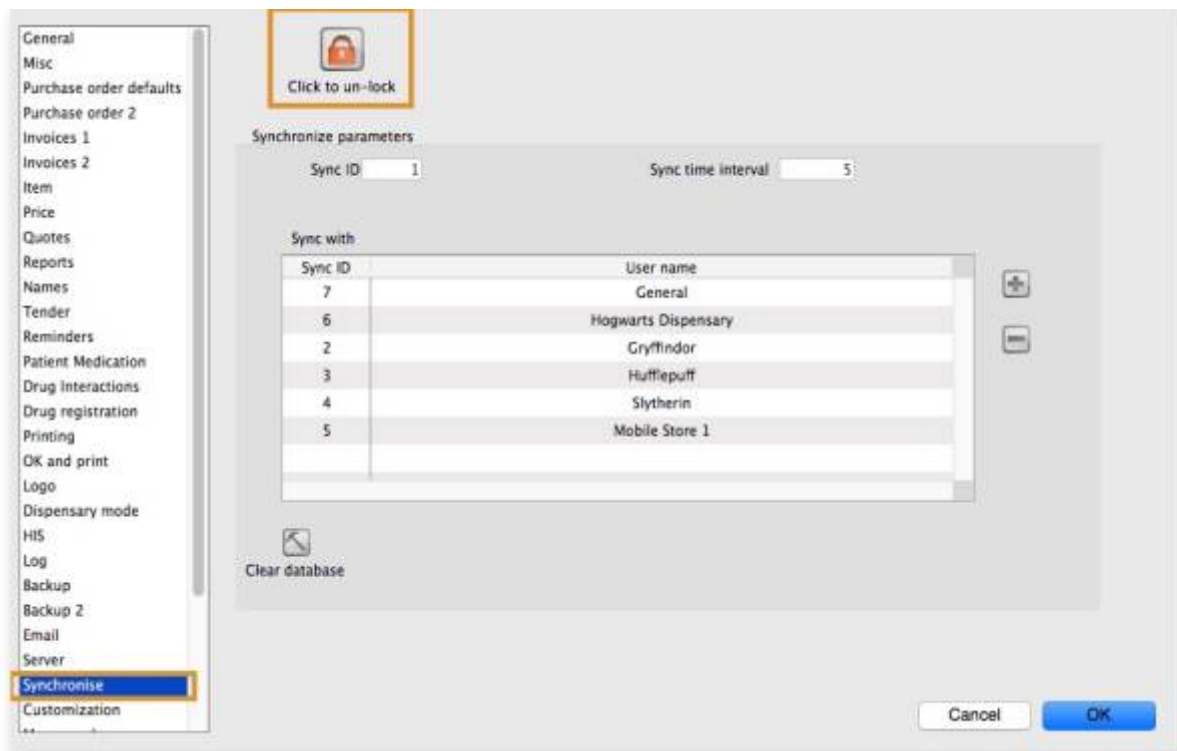 General
Misc
Purchase order defaults
Purchase order 2
Invoices 1
Invoices 2
Item
Price
Quotes
Reports
Names
Tender
Reminders
Patient Medication
Drug Interactions
Drug registration
Printing
OK and print
Logo
Dispensary mode
HIS
Log
Backup
Backup 2
Email
Server
Synchronise
Customization
Click to un-lock
Synchronize parameters
Sync ID 1 Sync time interval 5
Sync with
Sync ID User name
7 General
6 Hogwarts Dispensary
2 Gryffindor
3 Hufflepuff
4 Slytherin
5 Mobile Store 1
Clear database
Cancel OK